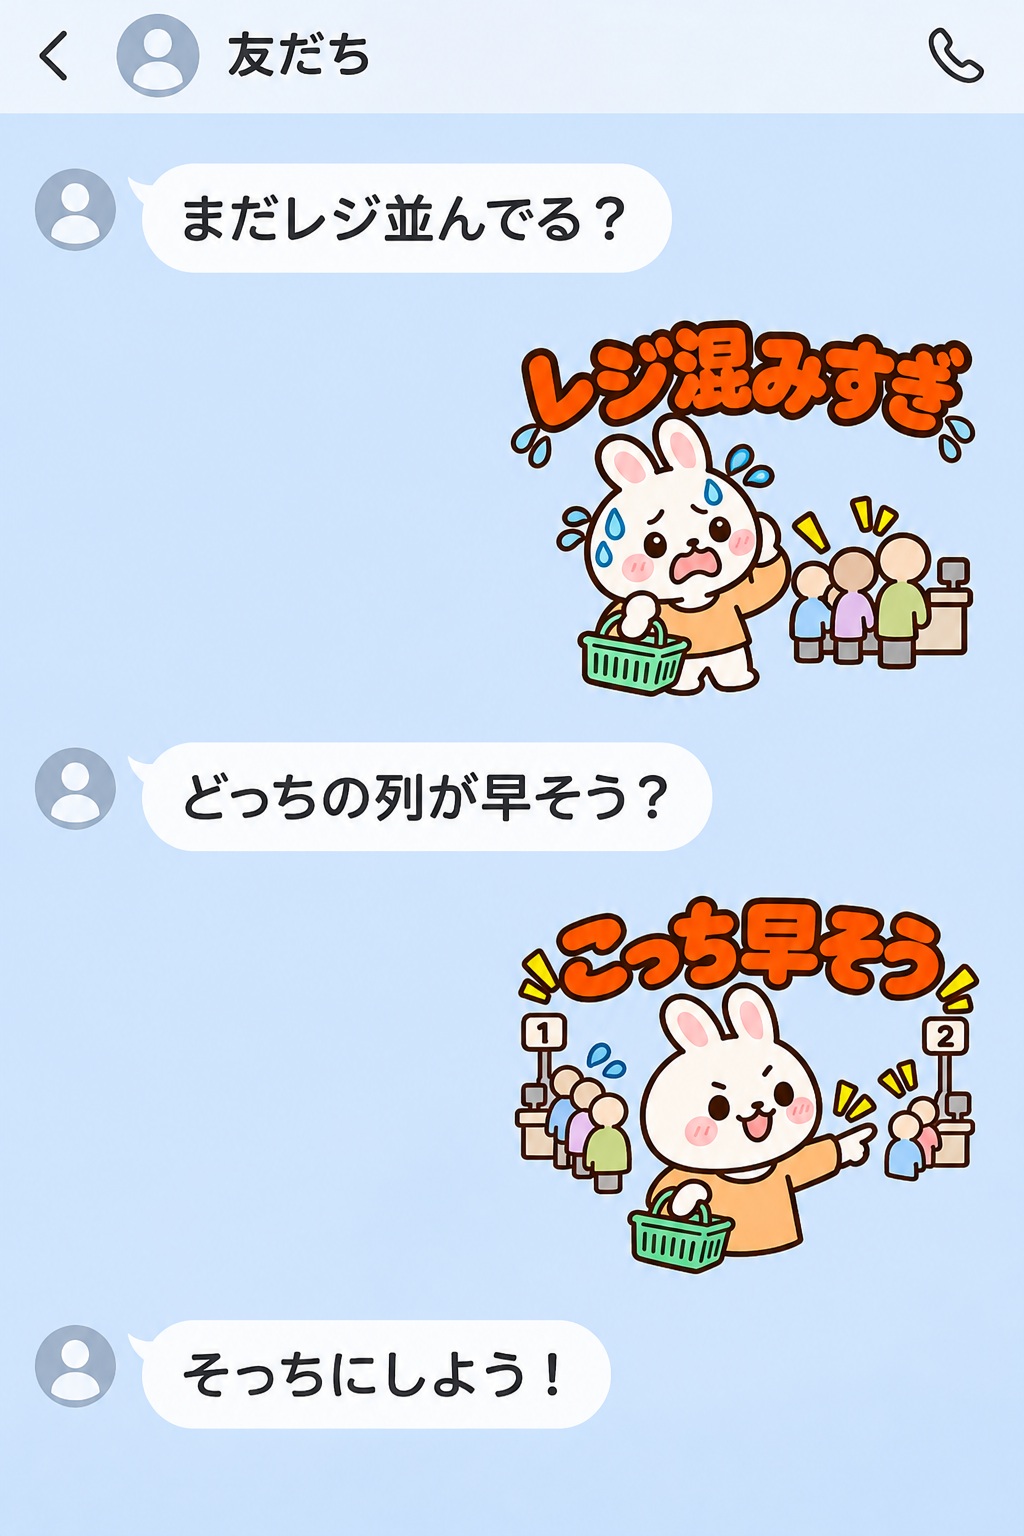 友だち
まだレジ並んでる？
レジ混みすぎ
どっちの列が早そう？
こっち早そう
1
2
そっちにしよう！